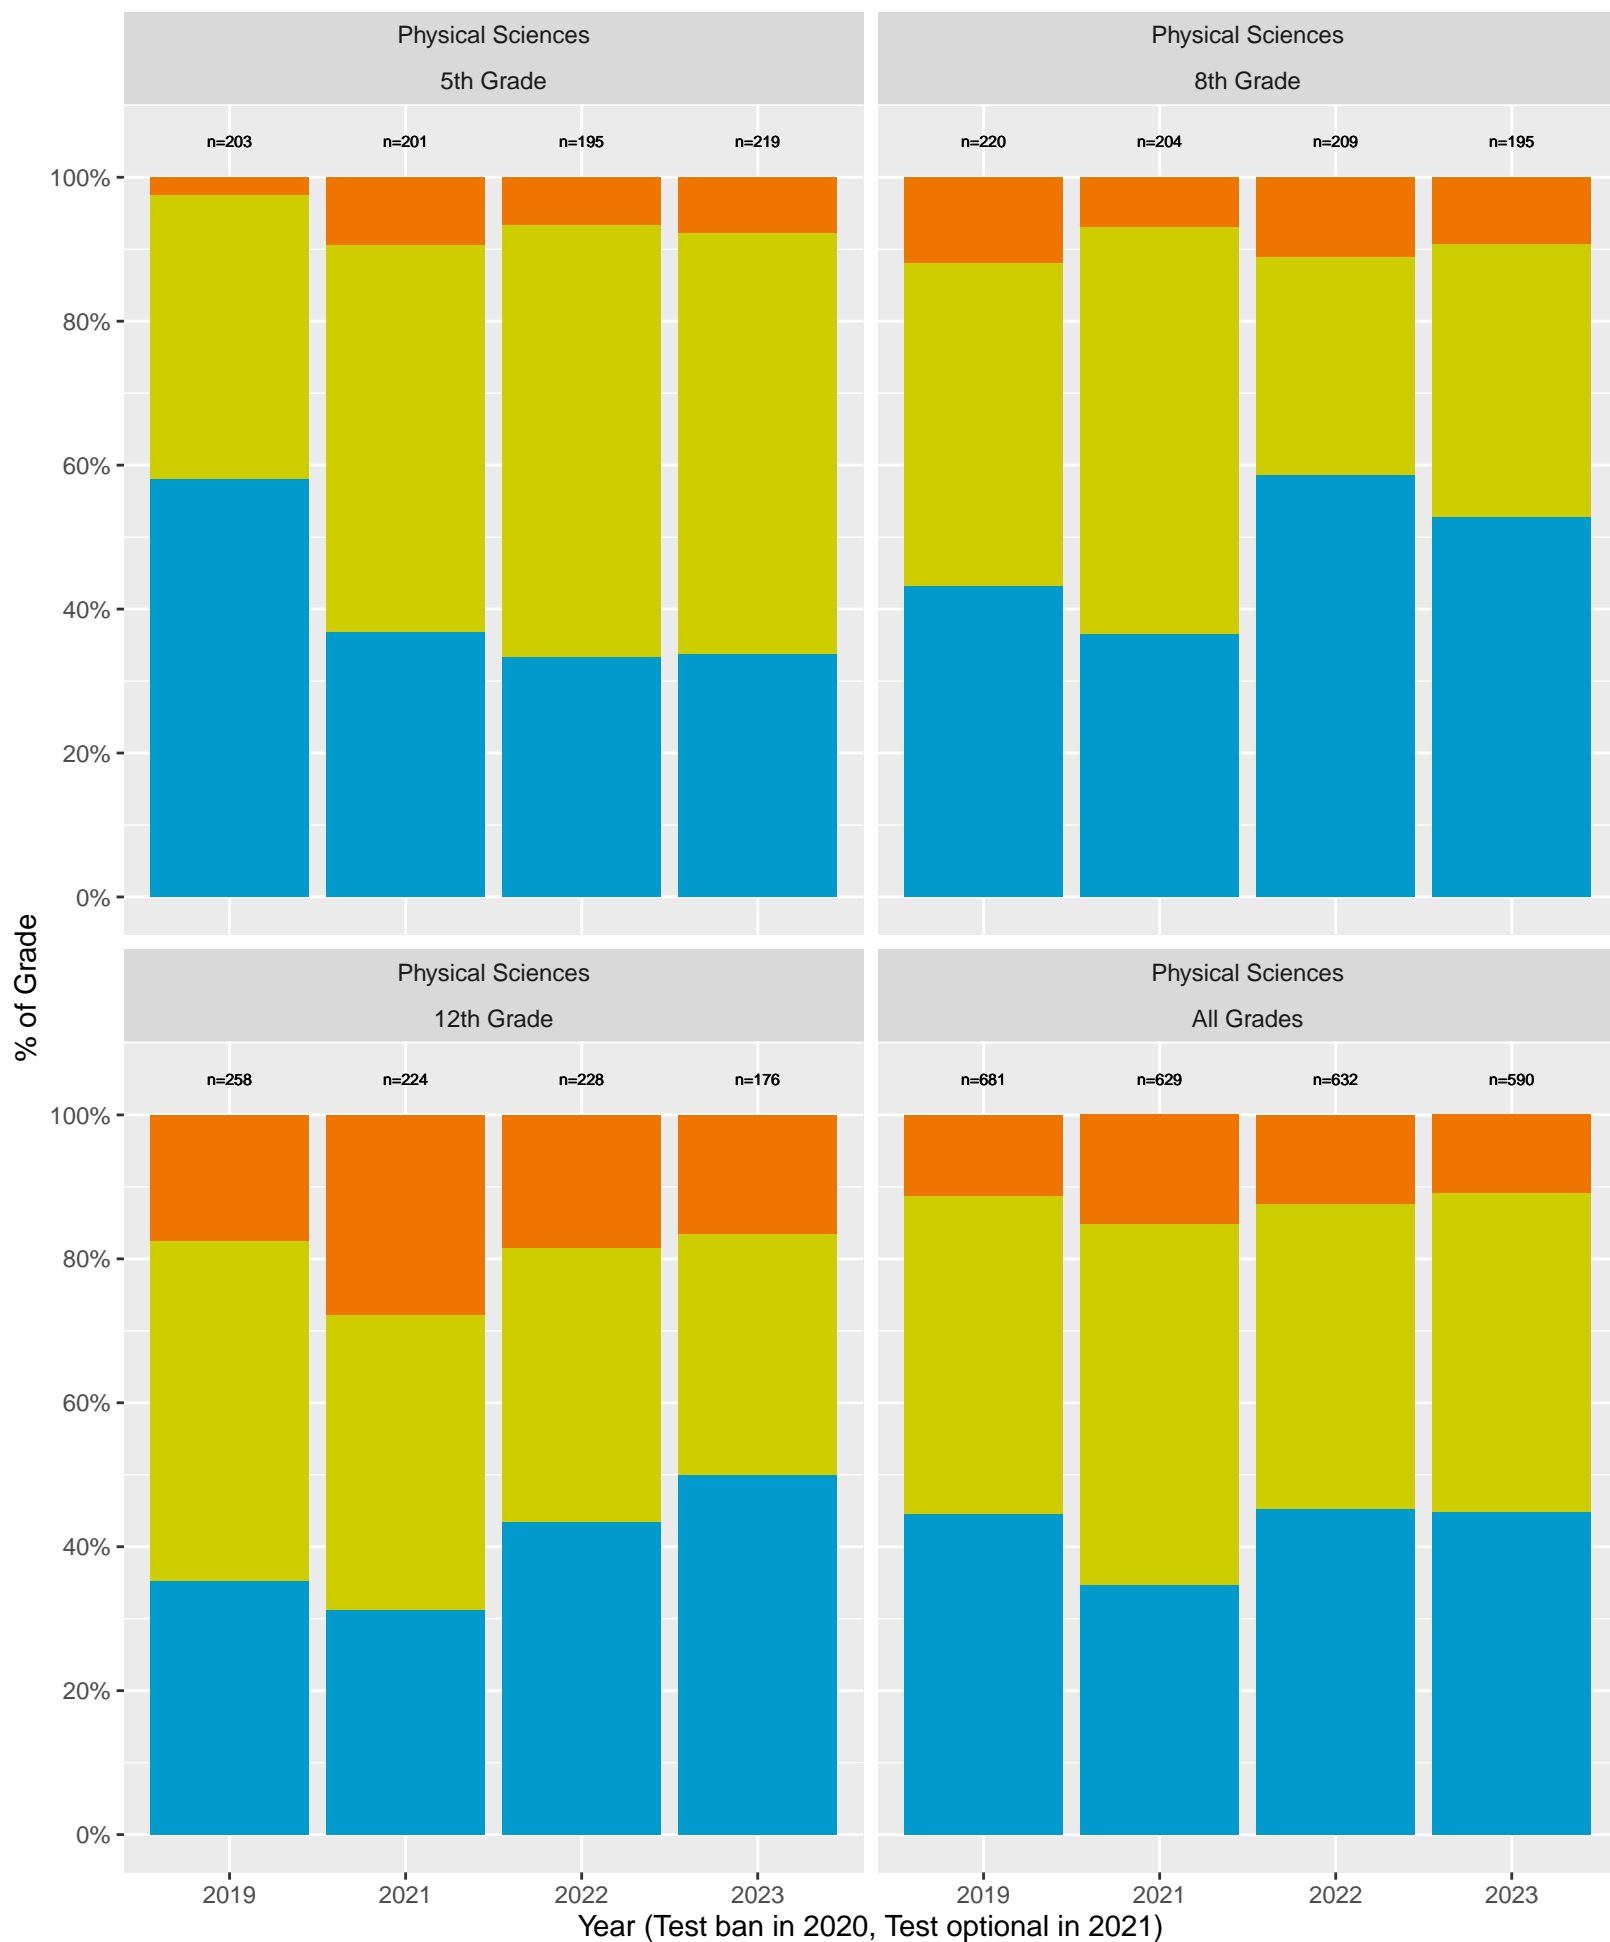 Physical Sciences
5th Grade
Physical Sciences
8th Grade
n=203
n=201
n=195
n=219
n=220
n=204
n=209
n=195
100%
80%
60%
40%
20%
0%
% of Grade
Physical Sciences
12th Grade
Physical Sciences
All Grades
n=258
n=224
n=228
n=176
n=681
n=629
n=632
n=590
100%
80%
60%
40%
20%
0%
2019
2021
2022
2023
2019
2021
2022
2023
Year (Test ban in 2020, Test optional in 2021)